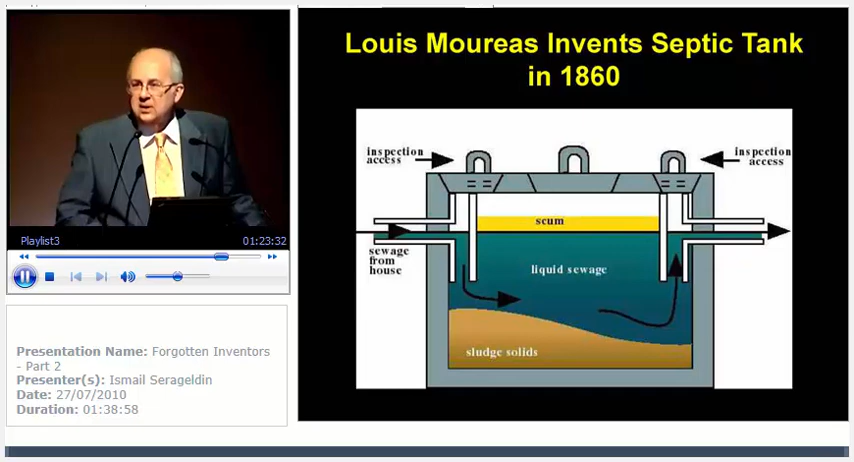 Louis Moureas Invents Septic Tank
in 1860
inspection
access
inspection
access
scum
sewage
from
house
liquid sewage
sludge solids
Playlist3
01:23:32
Presentation Name: Forgotten Inventors
- Part 2
Presenter(s): Ismail Serageldin
Date: 27/07/2010
Duration: 01:38:58